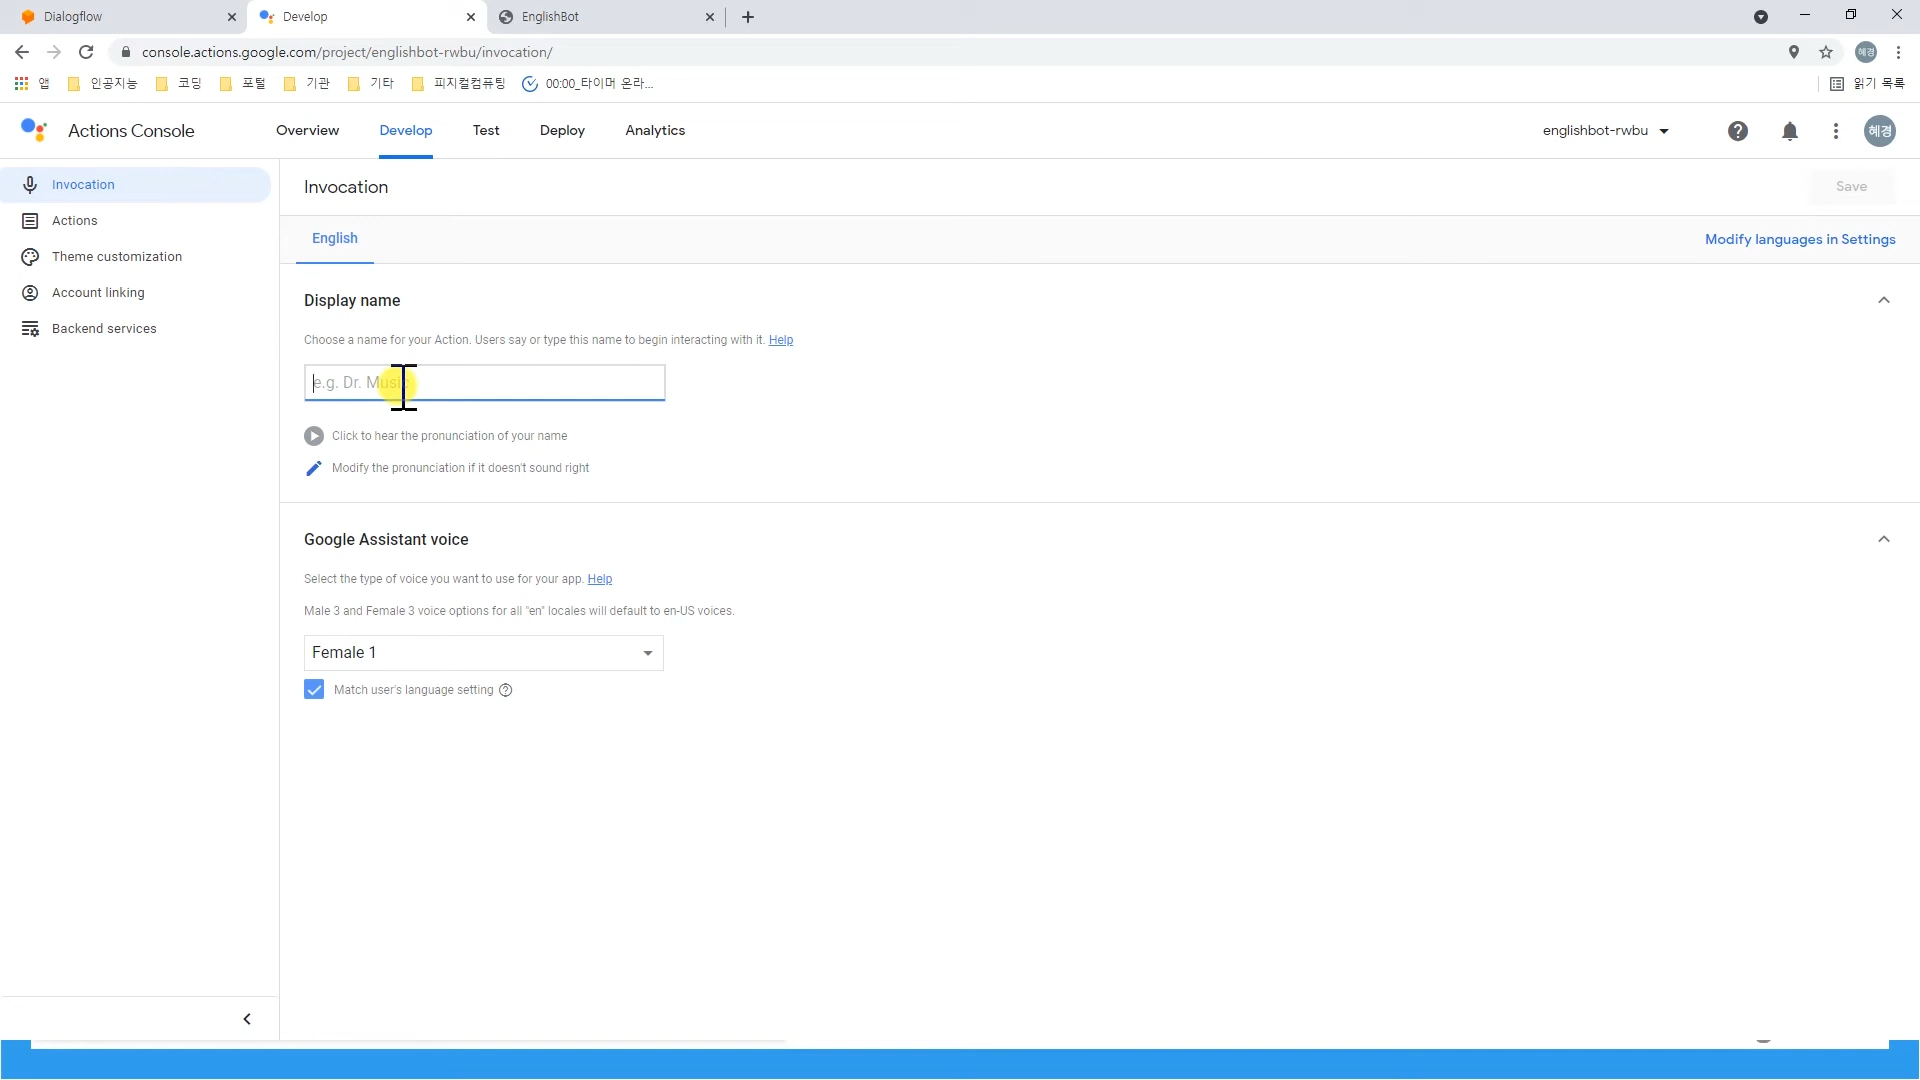 Dialogflow
Develop
EnglishBot
console.actions.google.com/project/englishbot-rwbu/invocation/
혜경
앱
인공지능
코딩
포털
기관
기타
피지컬컴퓨팅
00:00_타이머 온라...
읽기 목록
Actions Console
Overview
Develop
Test
Deploy
Analytics
englishbot-rwbu
혜경
Invocation
Actions
Theme customization
Account linking
Backend services
Invocation
Save
English
Modify languages in Settings
Display name
Choose a name for your Action. Users say or type this name to begin interacting with it. Help
e.g. Dr. Music
Click to hear the pronunciation of your name
Modify the pronunciation if it doesn't sound right
Google Assistant voice
Select the type of voice you want to use for your app. Help
Male 3 and Female 3 voice options for all "en" locales will default to en-US voices.
Female 1
Match user's language setting